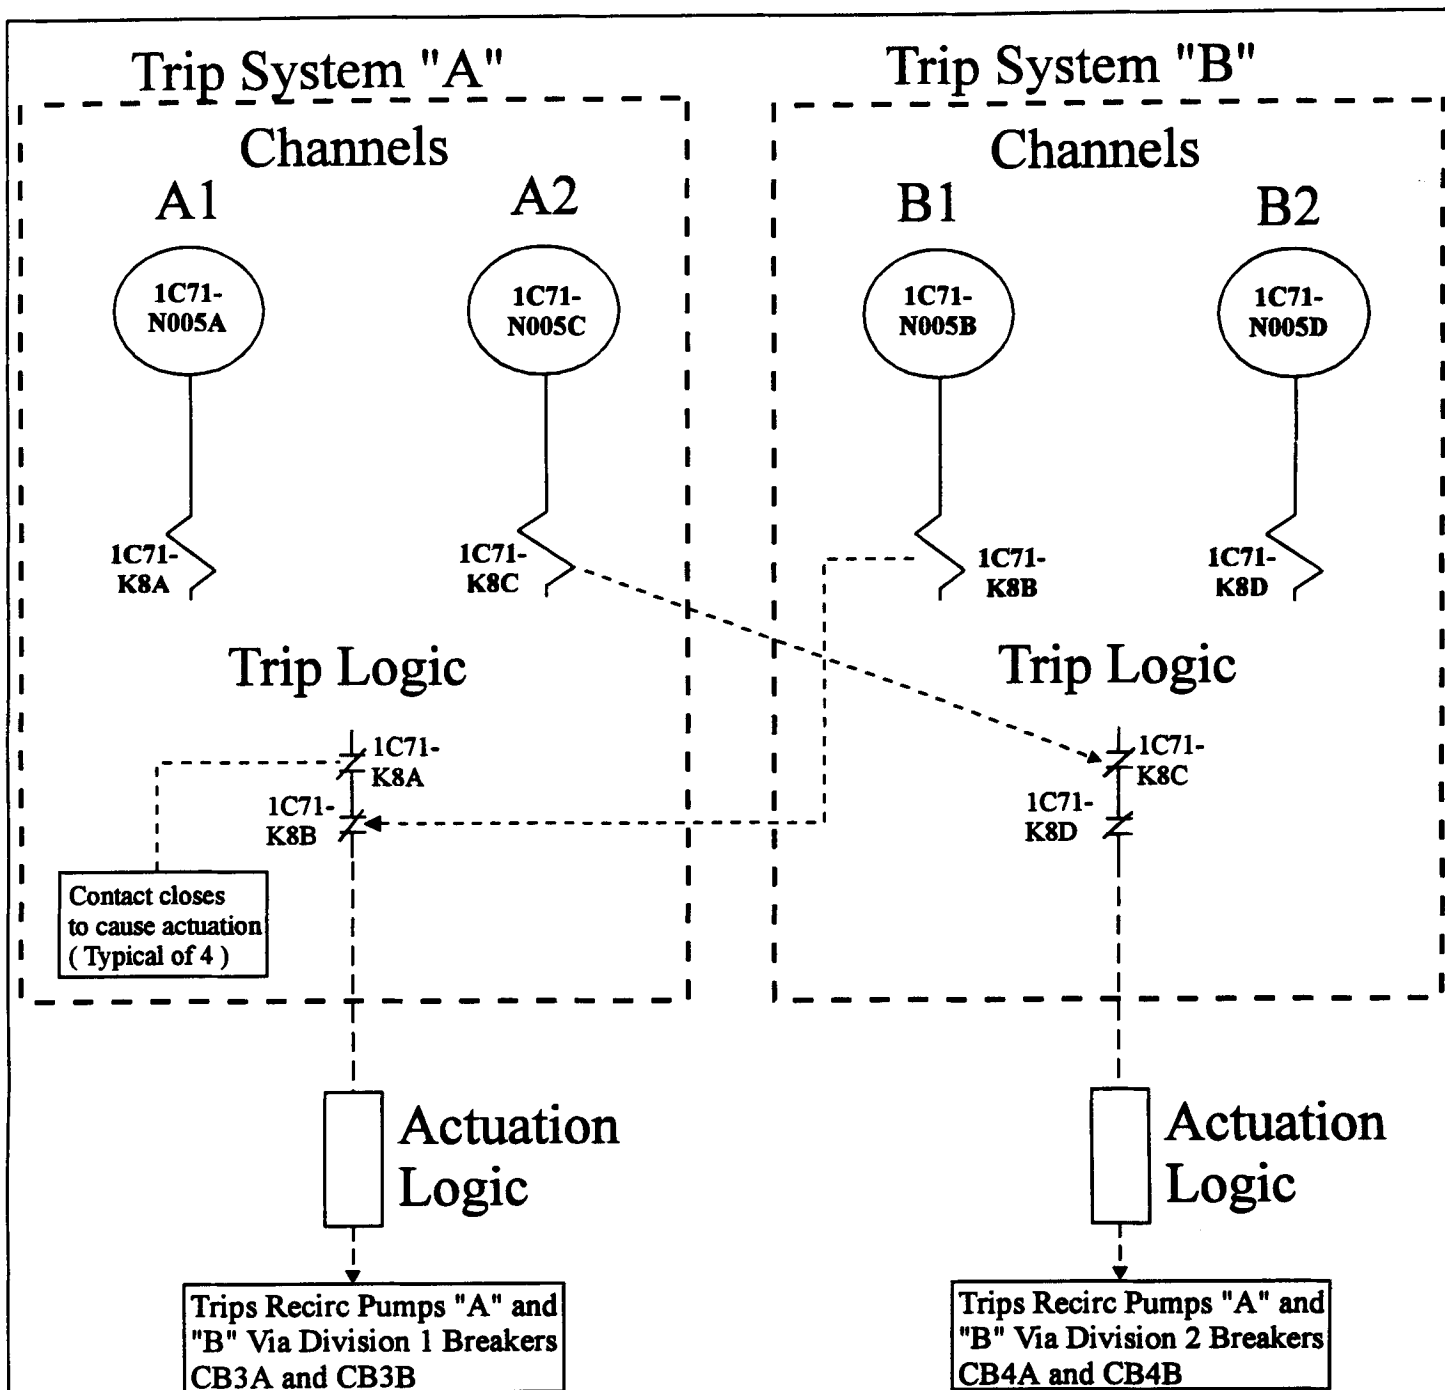 Trip System "A"
Channels
A1
A2
1C71-
N005A
1C71-
N005C
1C71-
K8A
1C71-
K8C
Trip Logic
1C71-
K8A
1C71-
K8B
Contact closes
to cause actuation
( Typical of 4 )
Actuation
Logic
Trips Recirc Pumps "A" and
"B" Via Division 1 Breakers
CB3A and CB3B
Trip System "B"
Channels
B1
B2
1C71-
N005B
1C71-
N005D
1C71-
K8B
1C71-
K8D
Trip Logic
1C71-
K8C
1C71-
K8D
Actuation
Logic
Trips Recirc Pumps "A" and
"B" Via Division 2 Breakers
CB4A and CB4B